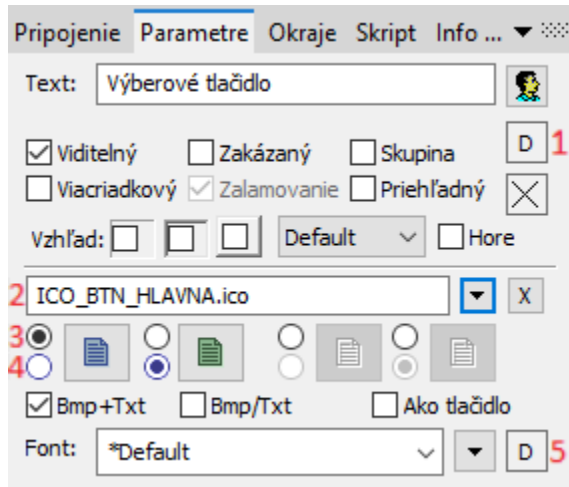 Pripojenie Parametre Okraje Skript Info ...
Text: Výberové tlačidlo
Viditelný Zakázaný Skupina D 1
Viacriadkový Zalamovanie Priehľadný
Vzhľad: Default Hore
2 ICO_BTN_HLAVNA.ico X
3
4
Bmp+Txt Bmp/Txt Ako tlačidlo
Font: *Default D 5